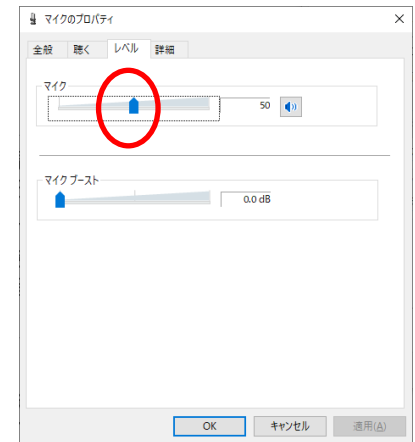 マイクのプロパティ
全般 聴く レベル 詳細
マイク
50
マイク ブースト
0.0 dB
OK キャンセル 適用(A)